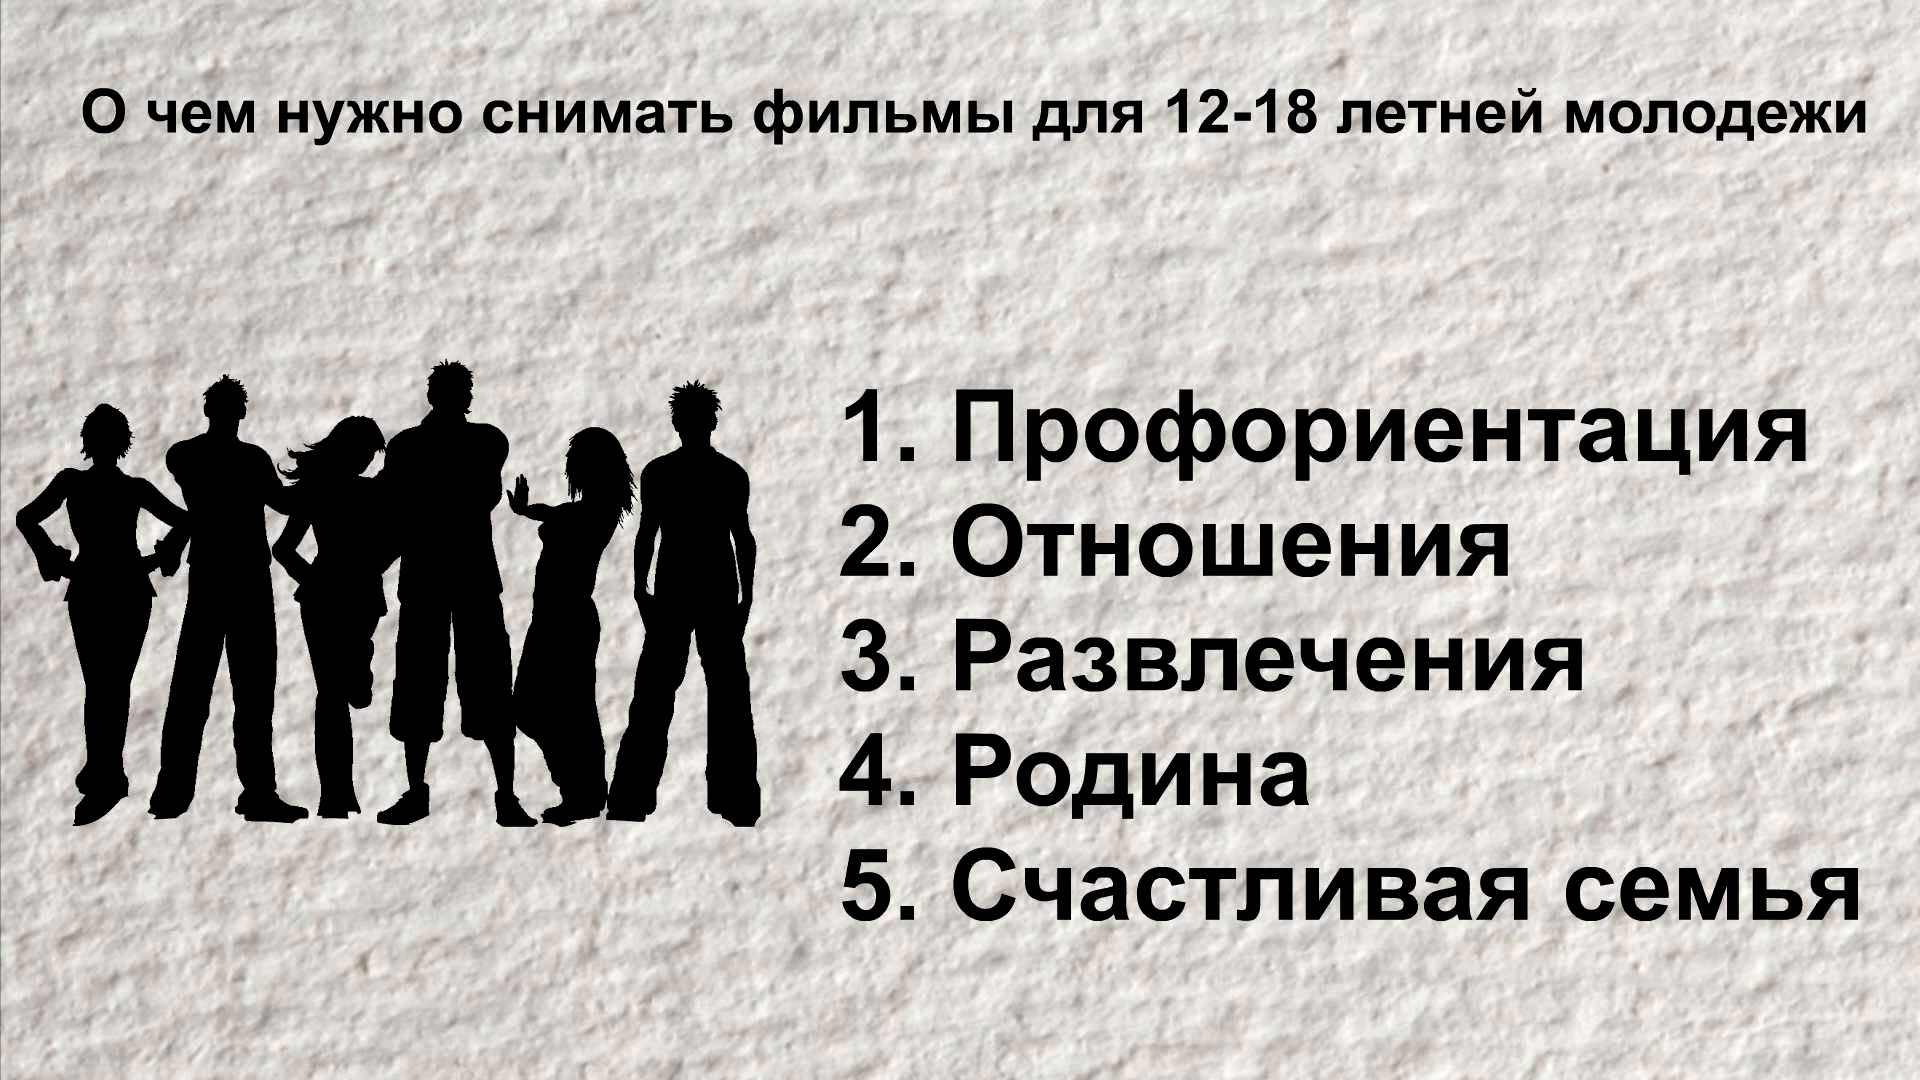 О чем нужно снимать фильмы для 12-18 летней молодежи
1. Профориентация
2. Отношения
3. Развлечения
4. Родина
5. Счастливая семья